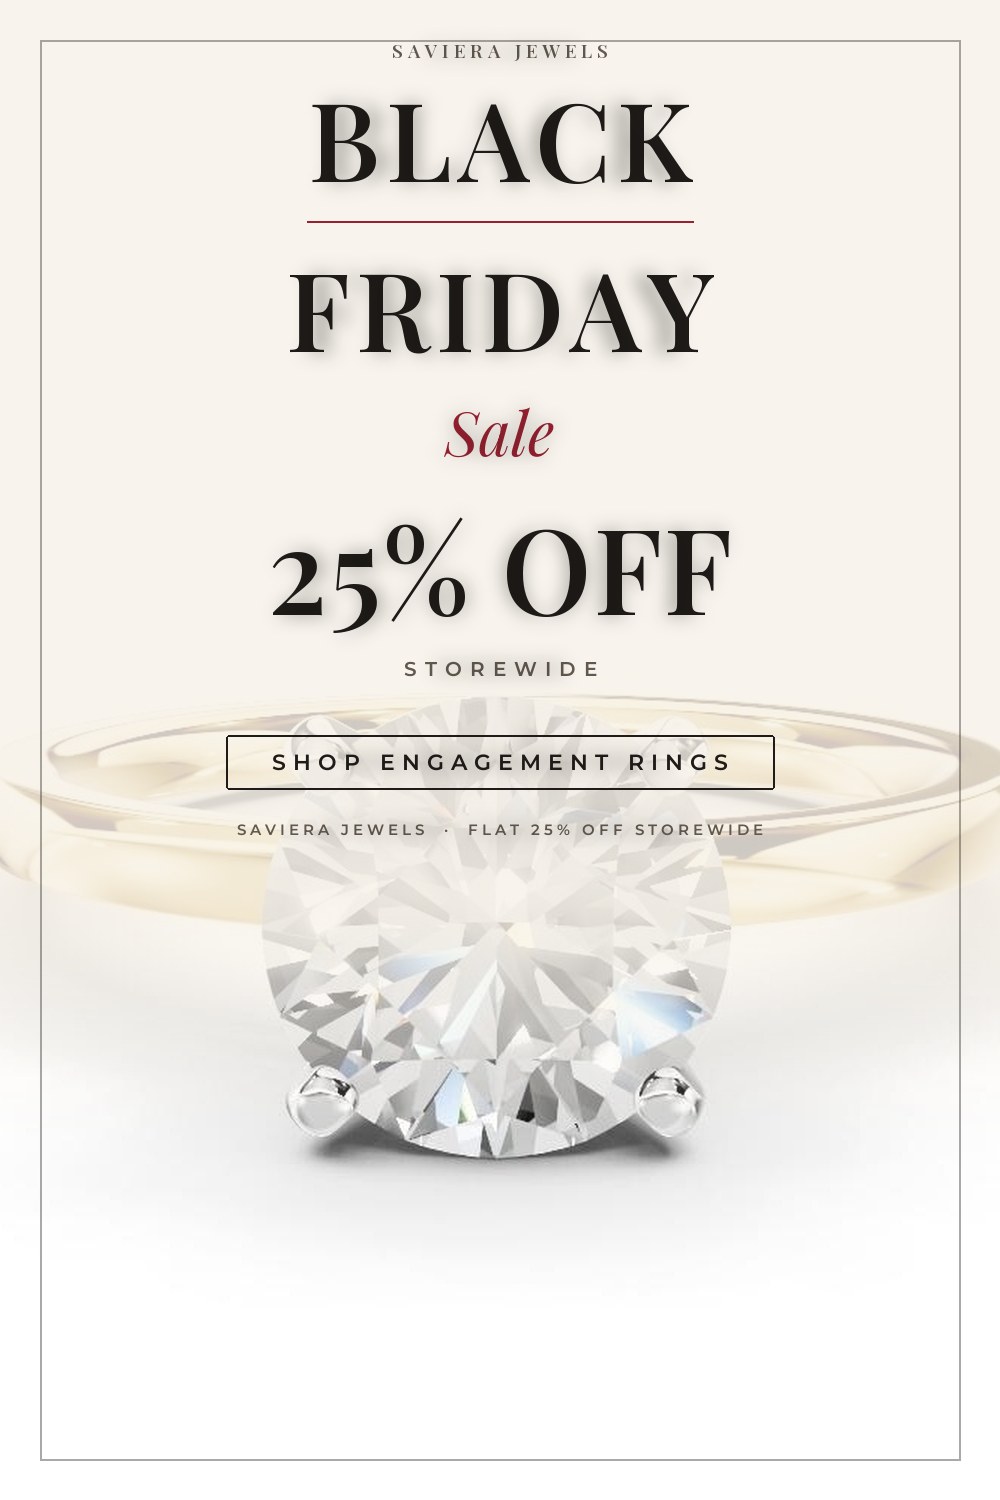 SAVIERA JEWELS
BLACK
FRIDAY
Sale
25% OFF
STOREWIDE
SHOP ENGAGEMENT RINGS
SAVIERA JEWELS · FLAT 25% OFF STOREWIDE